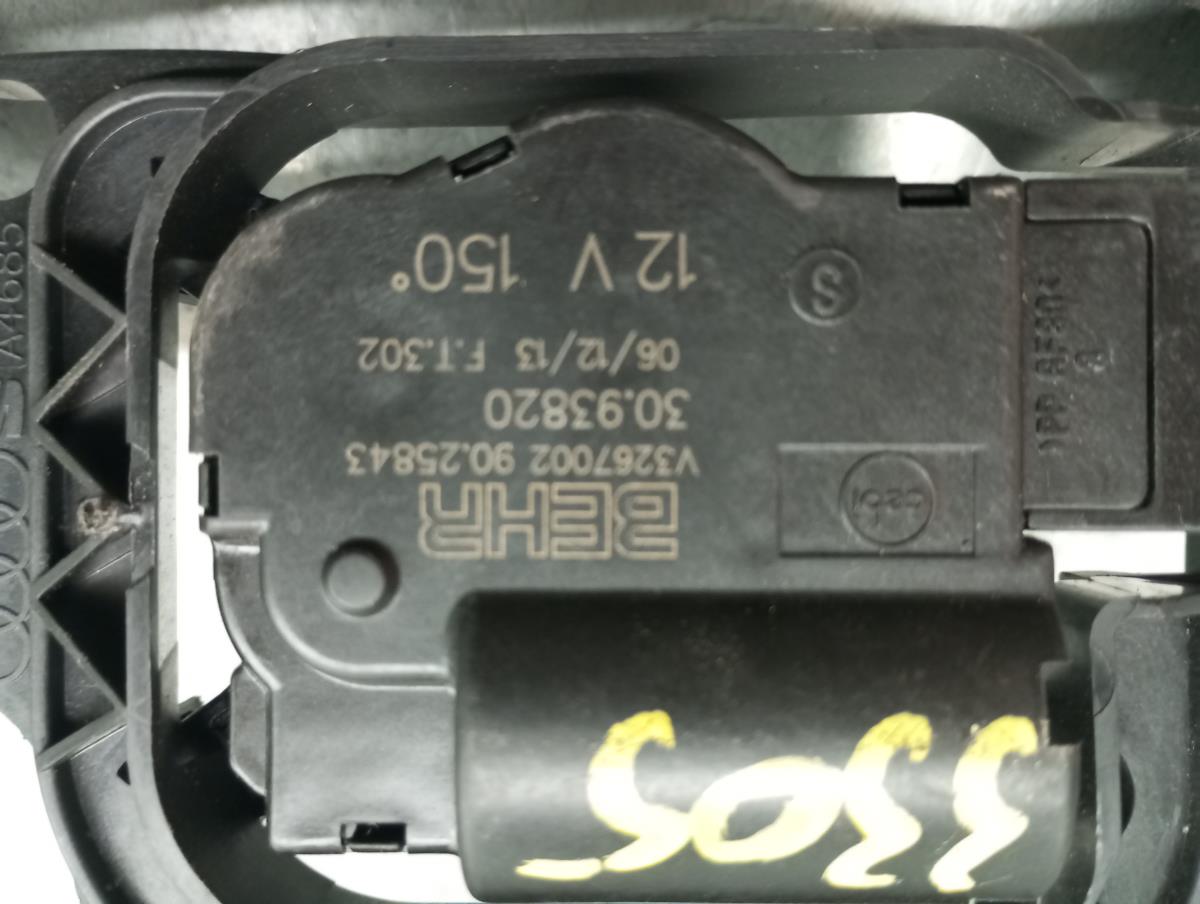 BEHR
V3267002 90.25843
30.93820
06/12/13 F.T.302
12 V 150°
S